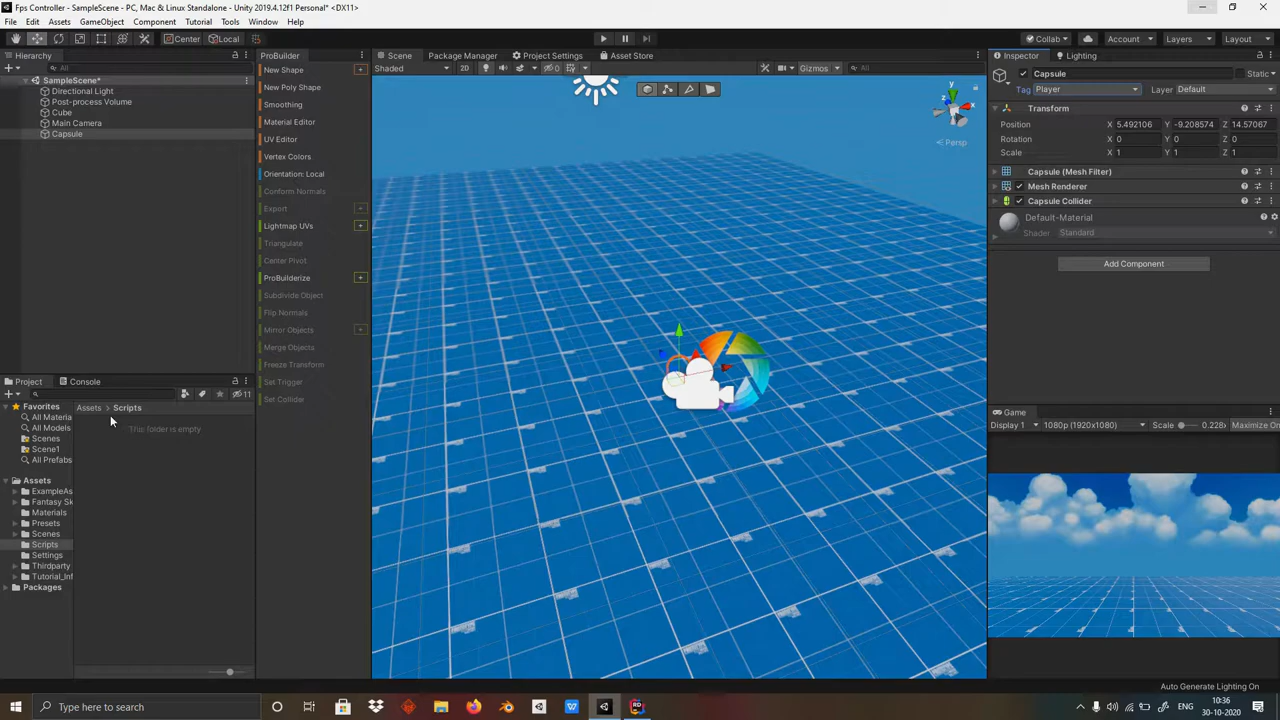 Fps Controller - SampleScene - PC, Mac & Linux Standalone - Unity 2019.4.12f1 Personal* <DX11>
File Edit Assets GameObject Component Tutorial Tools Window Help
Center Local Collab Account Layers Layout
Hierarchy
All
SampleScene*
Directional Light
Post-process Volume
Cube
Main Camera
Capsule
ProBuilder
New Shape
New Poly Shape
Smoothing
Material Editor
UV Editor
Vertex Colors
Orientation: Local
Conform Normals
Export
Lightmap UVs
Triangulate
Center Pivot
ProBuilderize
Subdivide Object
Flip Normals
Mirror Objects
Merge Objects
Freeze Transform
Set Trigger
Set Collider
Scene Package Manager Project Settings Asset Store
Shaded 2D 0 Gizmos All
y
x
z
Persp
Inspector Lighting
Capsule Static
Tag Player Layer Default
Transform
Position X 5.492106 Y -9.208574 Z 14.57067
Rotation X 0 Y 0 Z 0
Scale X 1 Y 1 Z 1
Capsule (Mesh Filter)
Mesh Renderer
Capsule Collider
Default-Material
Shader Standard
Add Component
Game
Display 1 1080p (1920x1080) Scale 0.228x Maximize On
Project Console
11
Favorites
All Materia
All Models
Scenes
Scene1
All Prefabs
Assets
ExampleAs
Fantasy Sk
Materials
Presets
Scenes
Scripts
Settings
Thirdparty
Tutorial_Inf
Packages
Assets > Scripts
This folder is empty
Auto Generate Lighting On
Type here to search
RD
W
ENG
10:36
30-10-2020